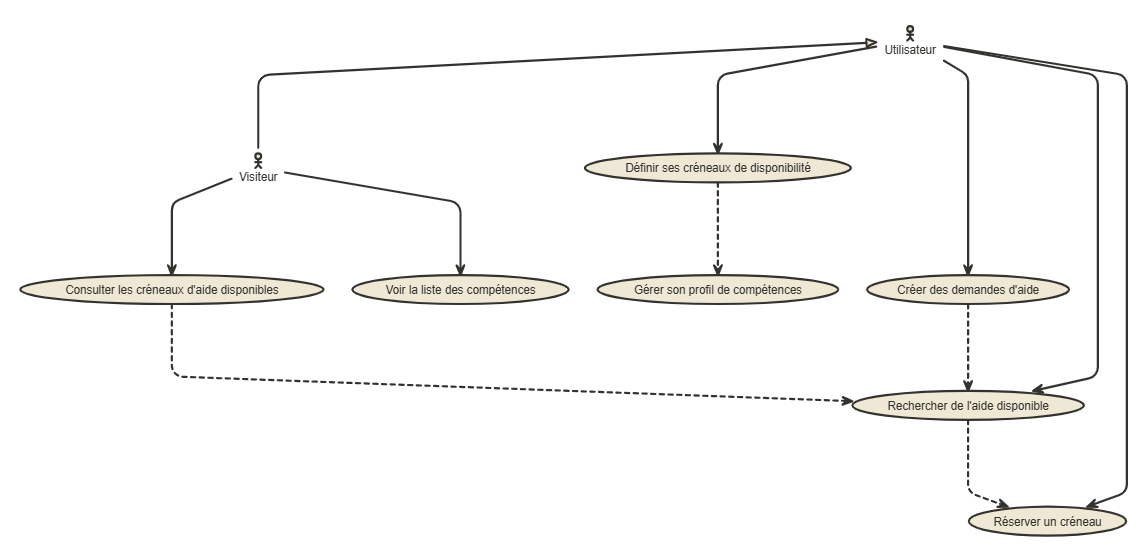 Utilisateur
Définir ses créneaux de disponibilité
Visiteur
Consulter les créneaux d'aide disponibles
Voir la liste des compétences
Gérer son profil de compétences
Créer des demandes d'aide
Rechercher de l'aide disponible
Réserver un créneau